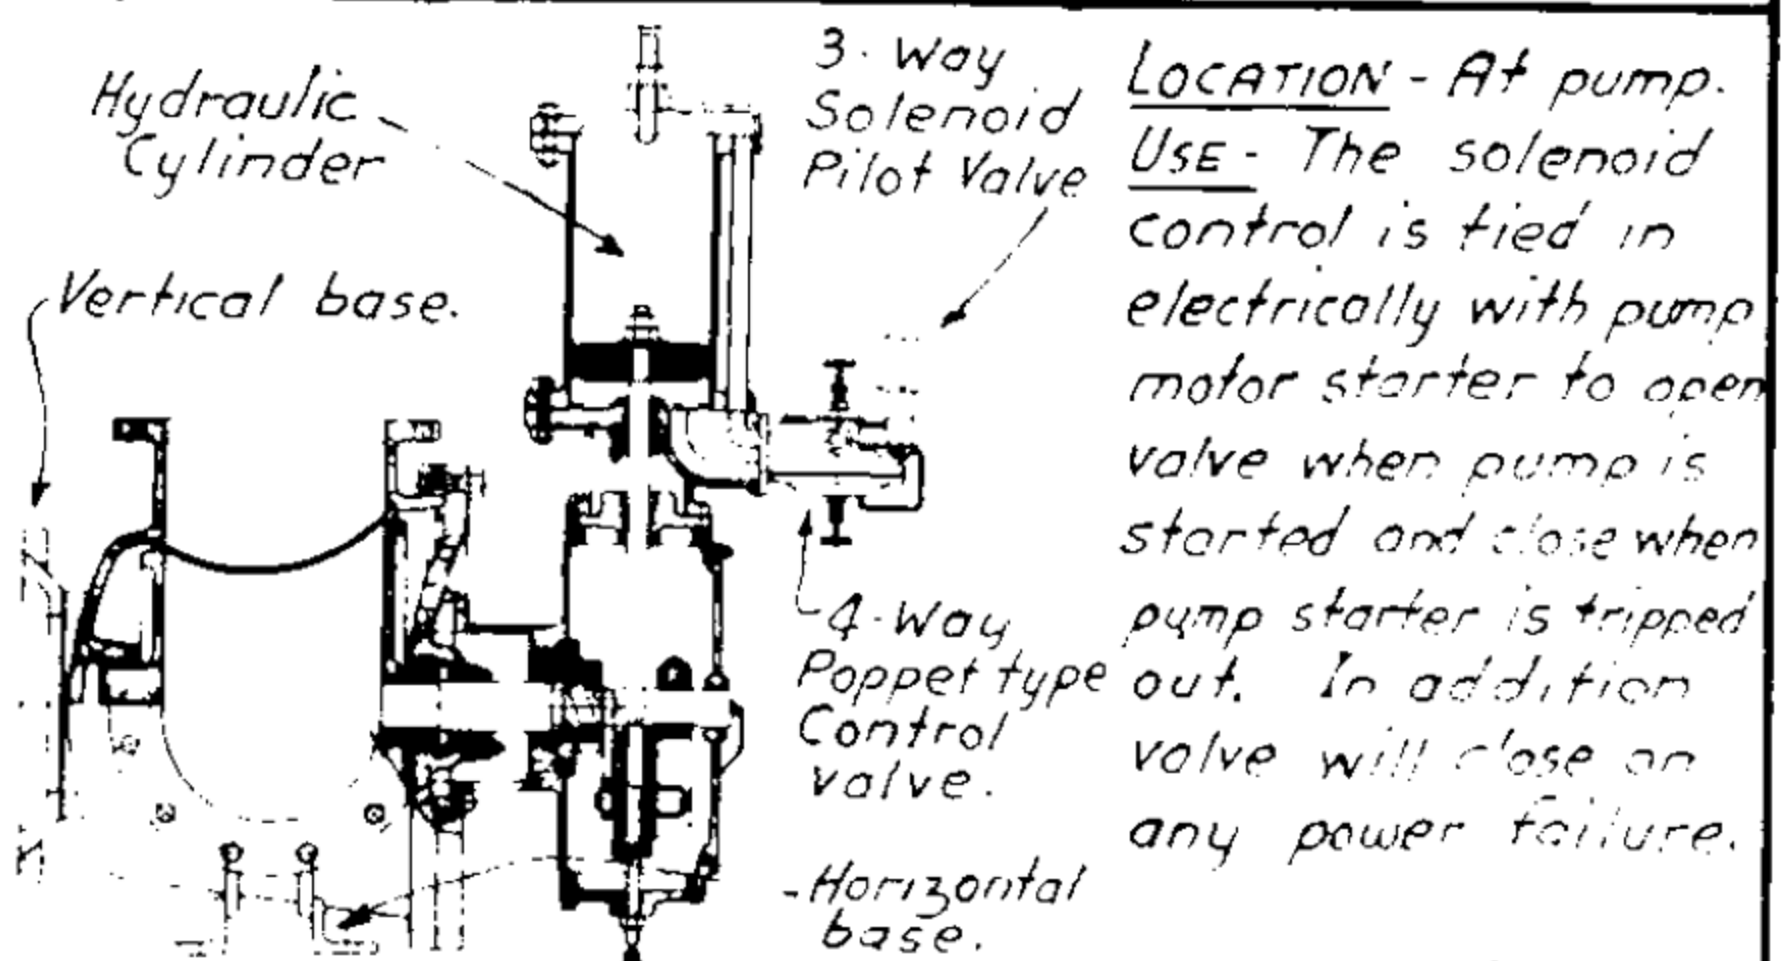 Hydraulic
Cylinder
3-Way
Solenoid
Pilot Valve
Vertical base.
4-Way
Poppet type
Control
valve.
Horizontal
base.
LOCATION - At pump.
USE - The solenoid
control is tied in
electrically with pump
motor starter to open
valve when pump is
started and close when
pump starter is tripped
out. In addition
valve will close on
any power failure.